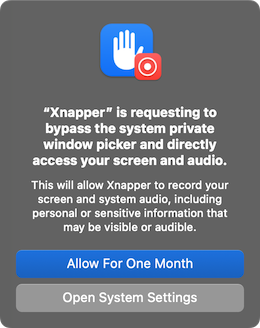 “Xnapper” is requesting to
bypass the system private
window picker and directly
access your screen and audio.
This will allow Xnapper to record your
screen and system audio, including
personal or sensitive information that
may be visible or audible.
Allow For One Month
Open System Settings